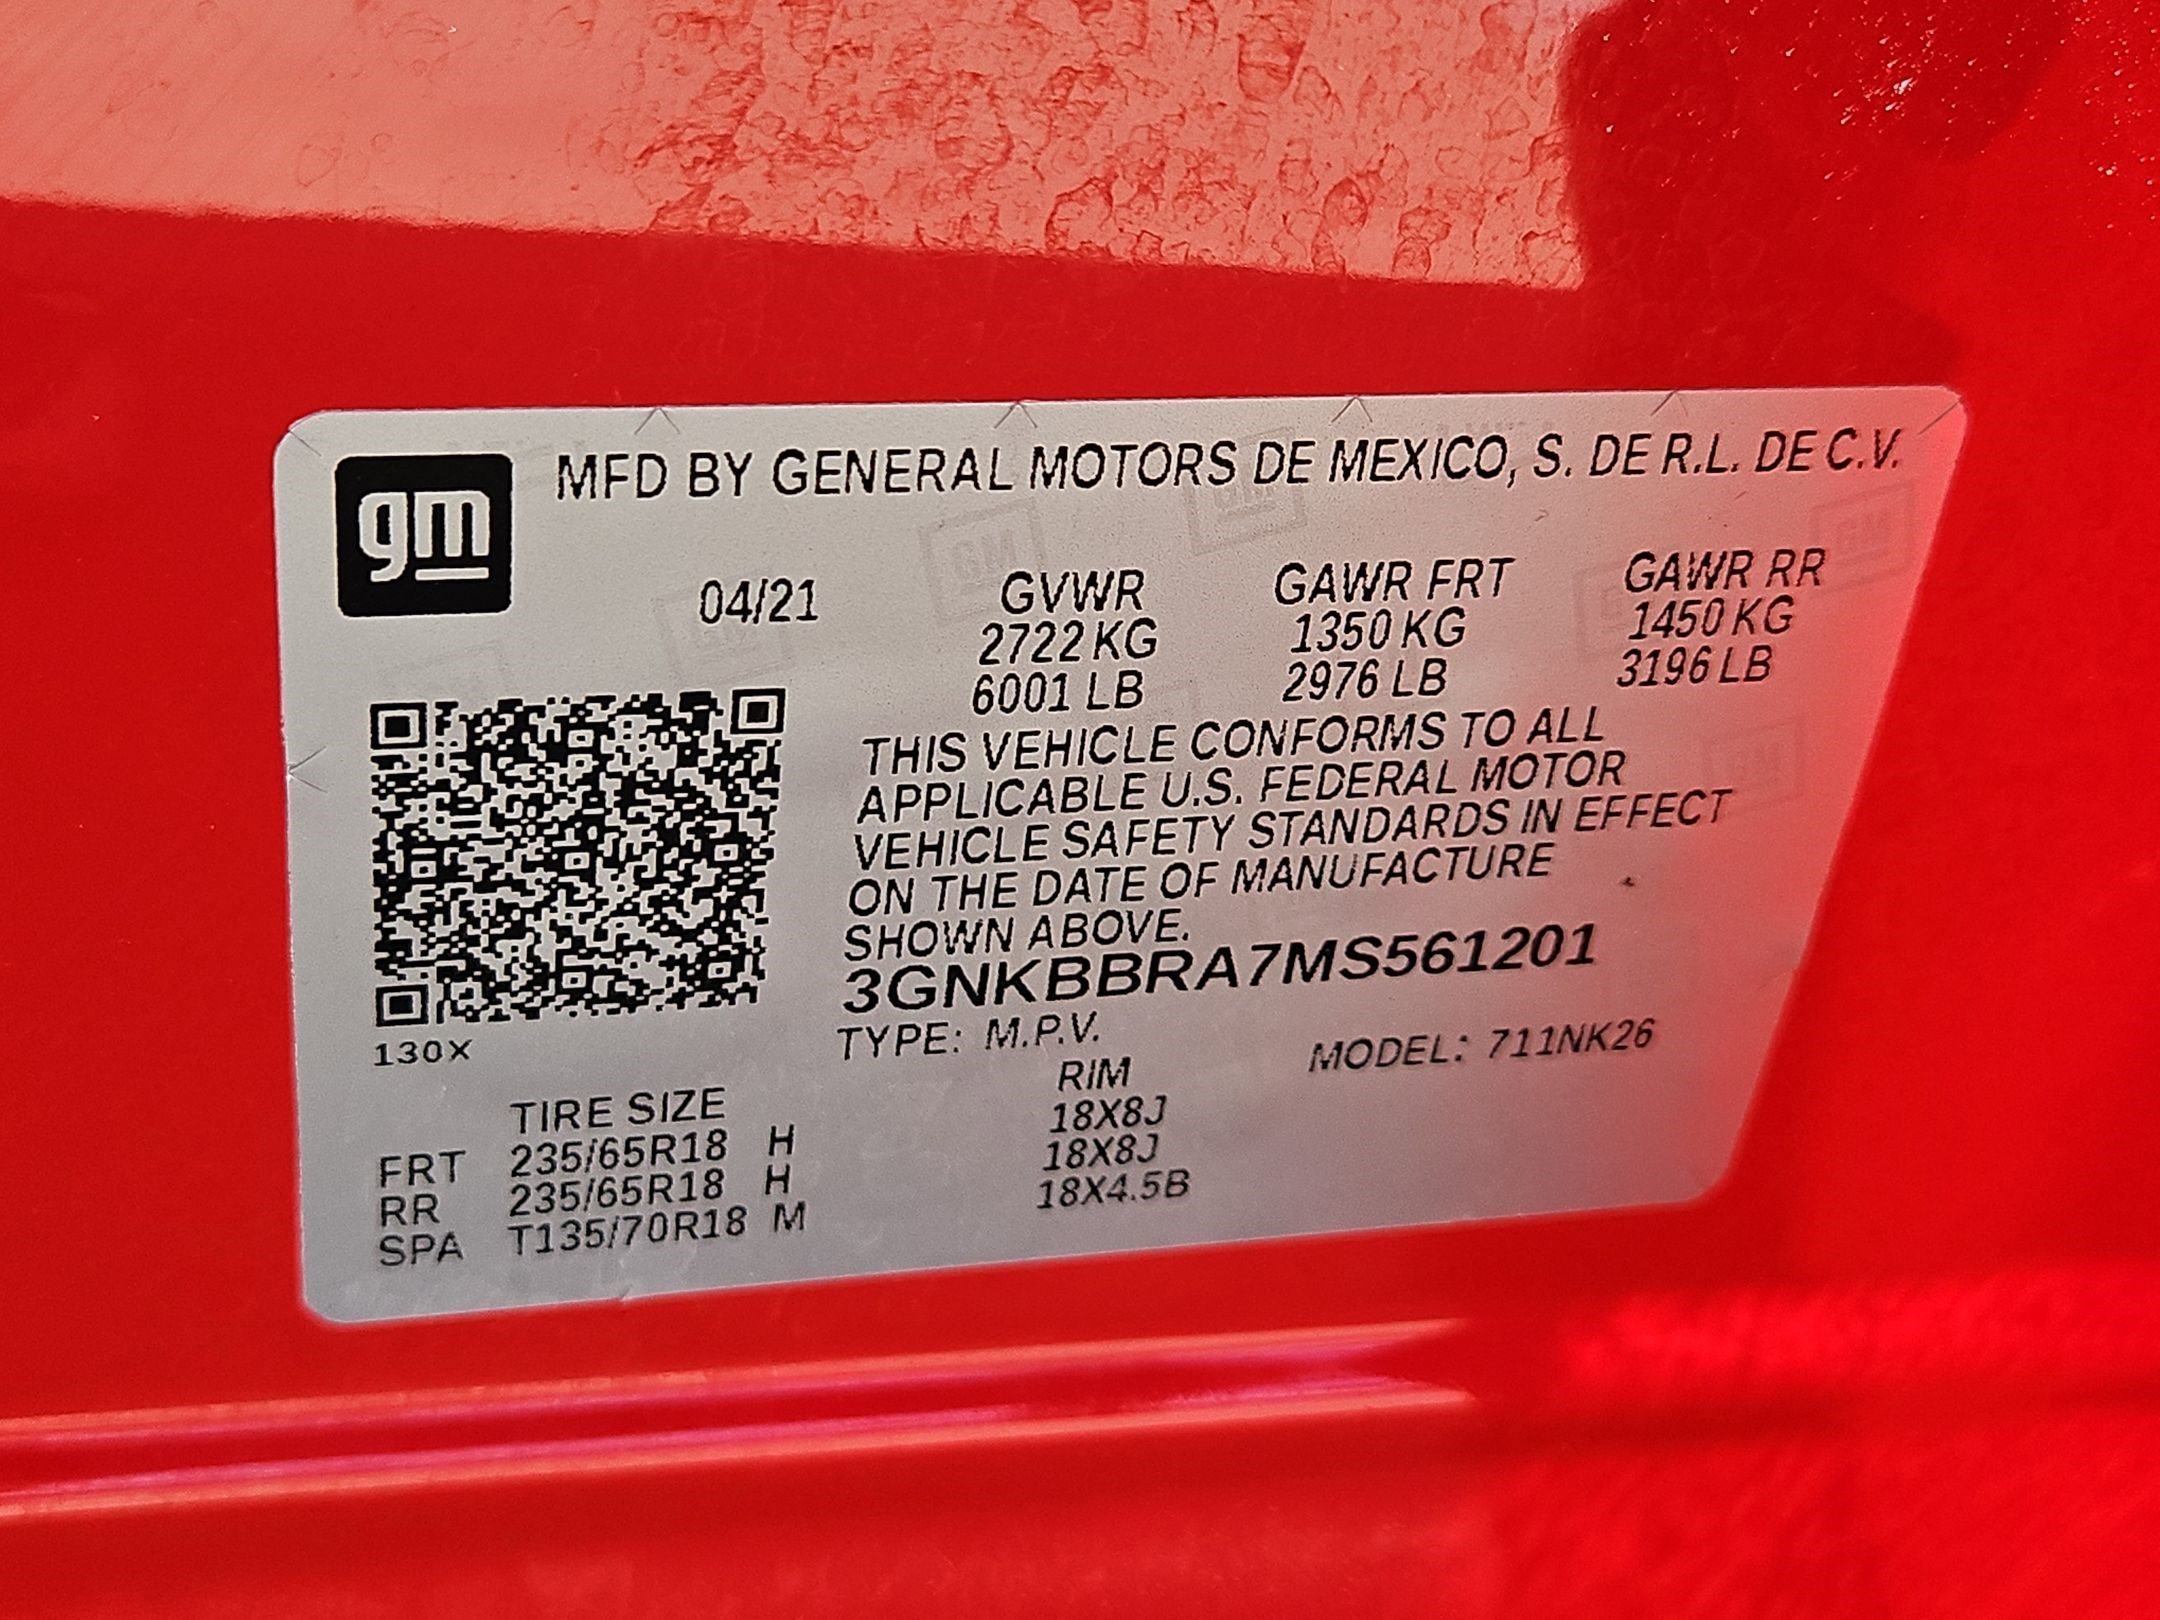 gm
MFD BY GENERAL MOTORS DE MEXICO, S. DE R.L. DE C.V.
04/21 GVWR GAWR FRT GAWR RR
2722 KG 1350 KG 1450 KG
6001 LB 2976 LB 3196 LB
THIS VEHICLE CONFORMS TO ALL
APPLICABLE U.S. FEDERAL MOTOR
VEHICLE SAFETY STANDARDS IN EFFECT
ON THE DATE OF MANUFACTURE
SHOWN ABOVE.
3GNKBBRA7MS561201
130X
TYPE: M.P.V. MODEL: 711NK26
TIRE SIZE RIM
FRT 235/65R18 H 18X8J
RR 235/65R18 H 18X8J
SPA T135/70R18 M 18X4.5B